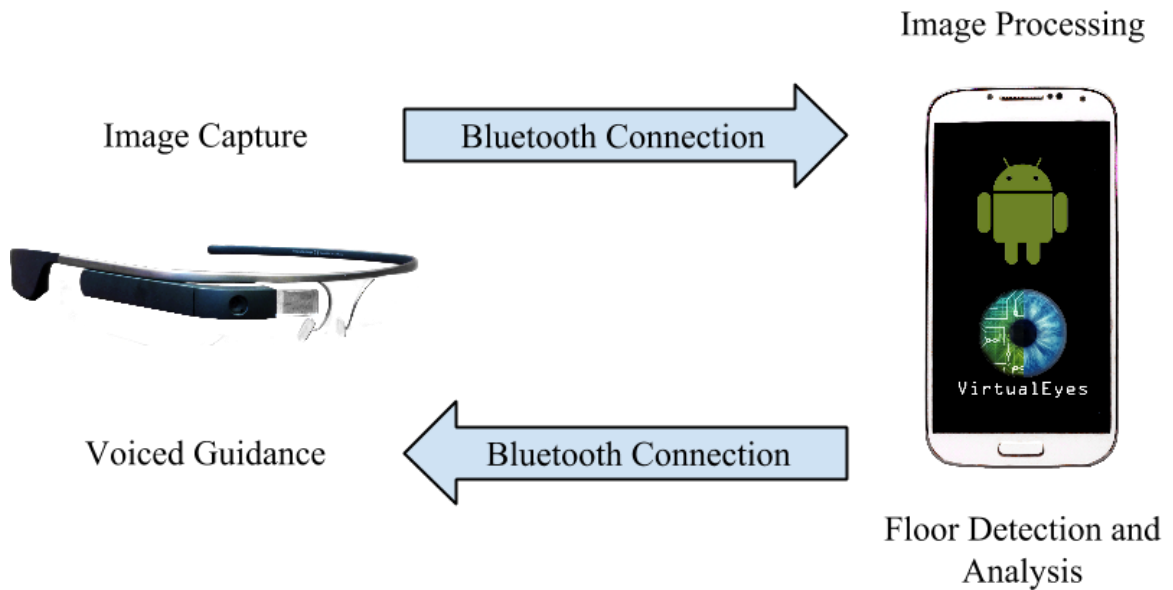 Image Processing
Image Capture
Bluetooth Connection
VirtualEyes
Voiced Guidance
Bluetooth Connection
Floor Detection and
Analysis